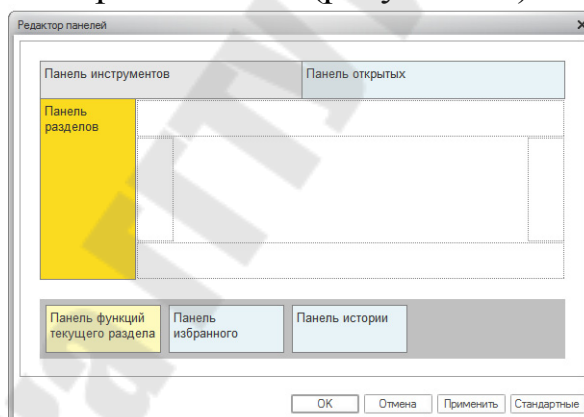 Редактор панелей
Панель инструментов
Панель открытых
Панель
разделов
Панель функций
текущего раздела
Панель
избранного
Панель истории
OK
Отмена
Применить
Стандартные